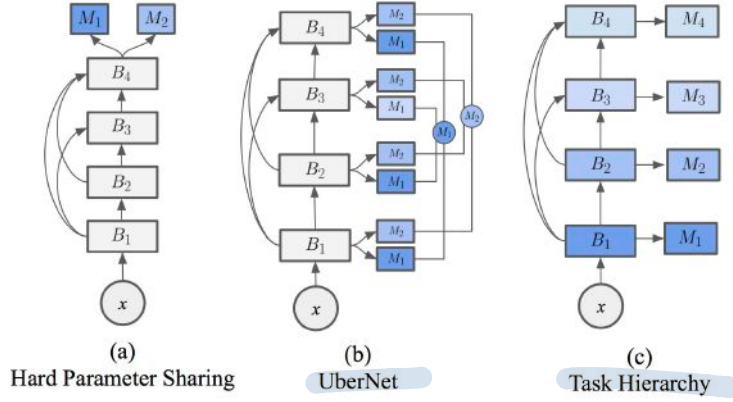 M₁ M₂
B₄
B₃
B₂
B₁
x
(a)
Hard Parameter Sharing
B₄ M₂
M₁
B₃ M₂
M₁
M₁ M₂
B₂ M₂
M₁
B₁ M₂
M₁
x
(b)
UberNet
B₄ M₄
B₃ M₃
B₂ M₂
B₁ M₁
x
(c)
Task Hierarchy